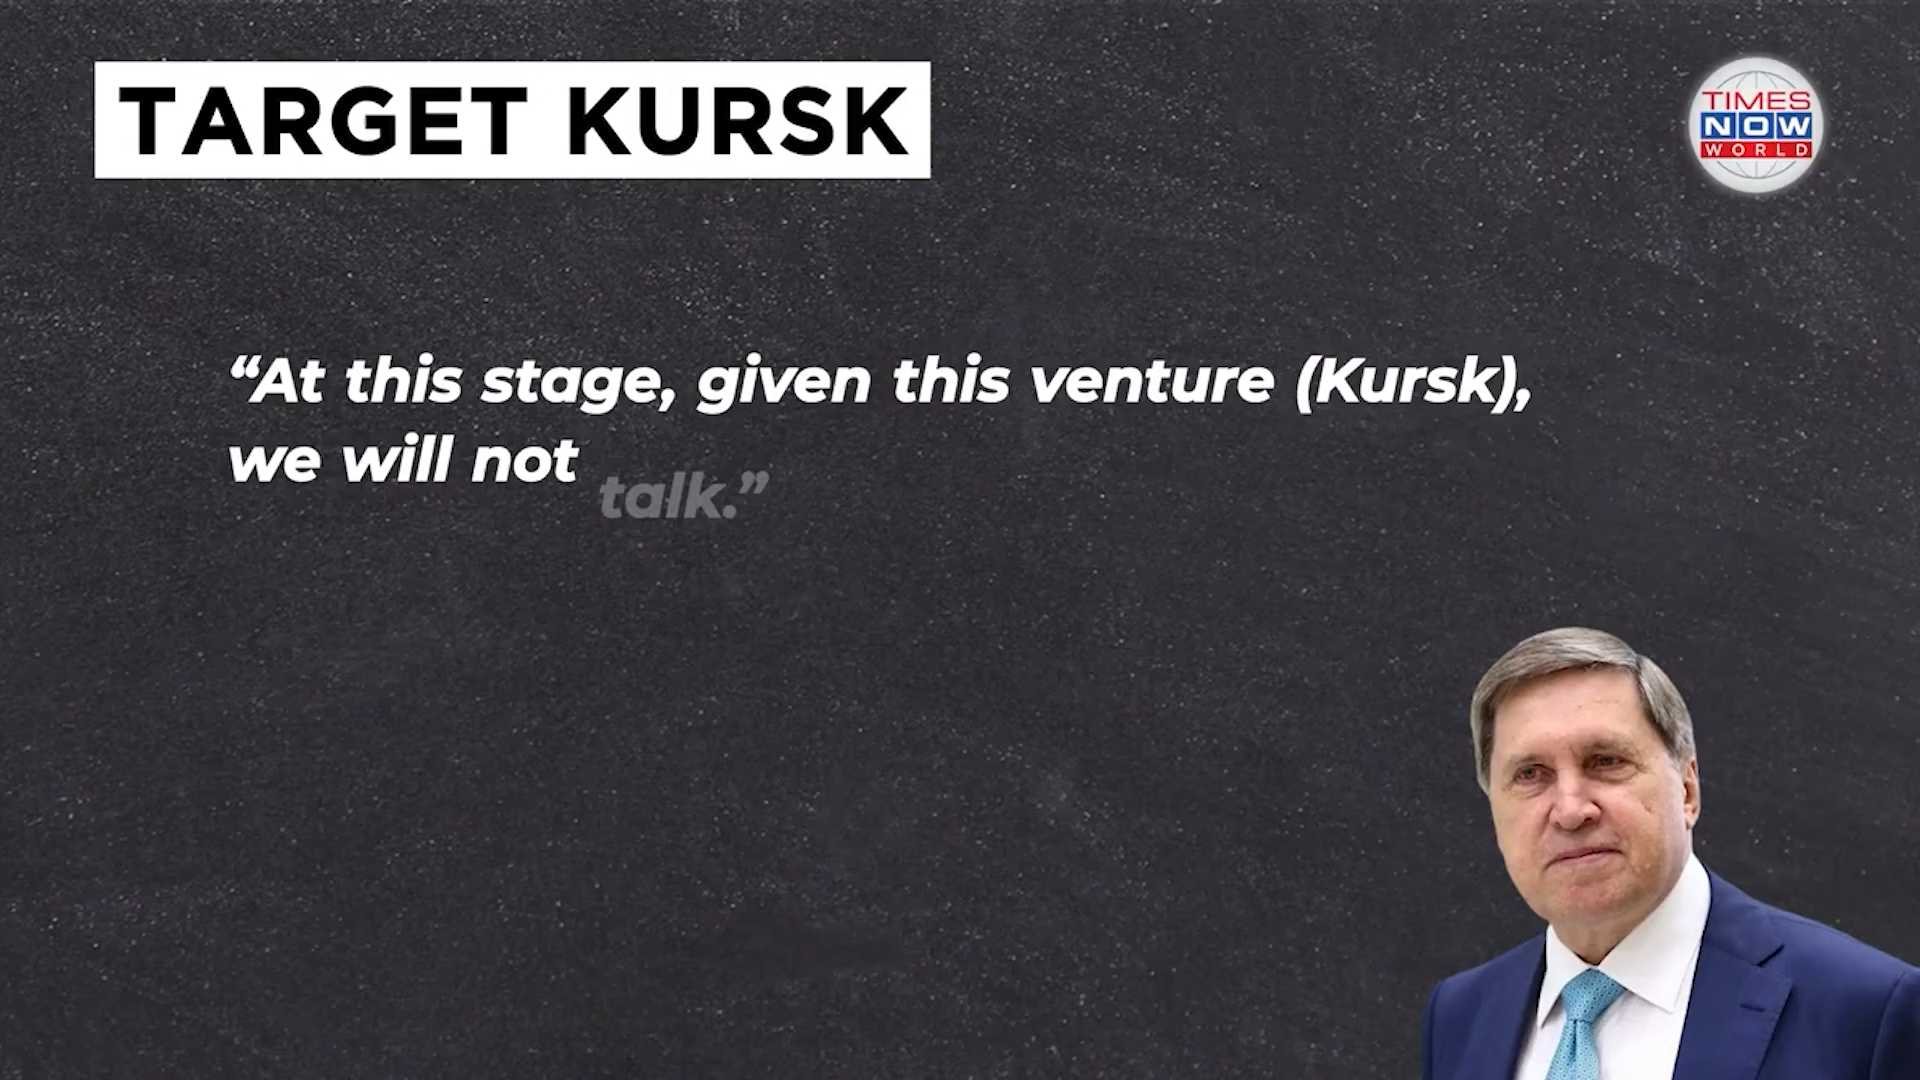 TARGET KURSK
TIMES
NOW
WORLD
“At this stage, given this venture (Kursk),
we will not talk.”